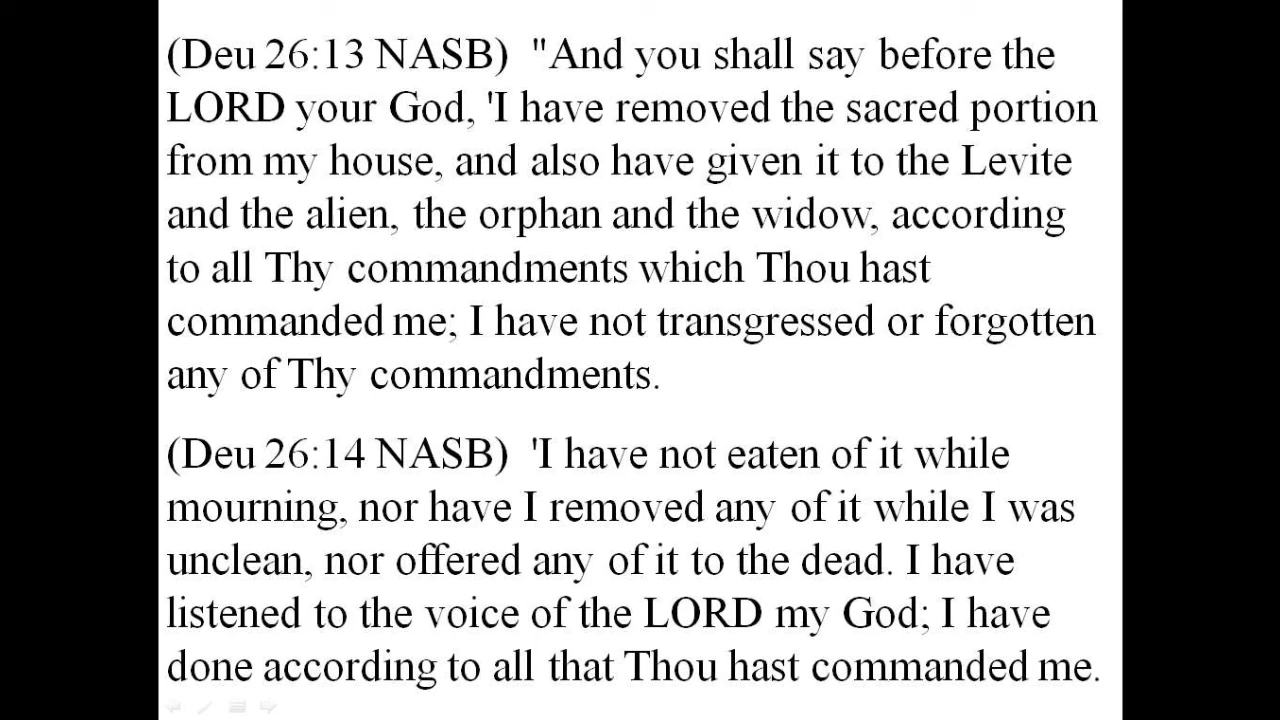 (Deu 26:13 NASB)  "And you shall say before the
LORD your God, 'I have removed the sacred portion
from my house, and also have given it to the Levite
and the alien, the orphan and the widow, according
to all Thy commandments which Thou hast
commanded me; I have not transgressed or forgotten
any of Thy commandments.
(Deu 26:14 NASB)  'I have not eaten of it while
mourning, nor have I removed any of it while I was
unclean, nor offered any of it to the dead. I have
listened to the voice of the LORD my God; I have
done according to all that Thou hast commanded me.